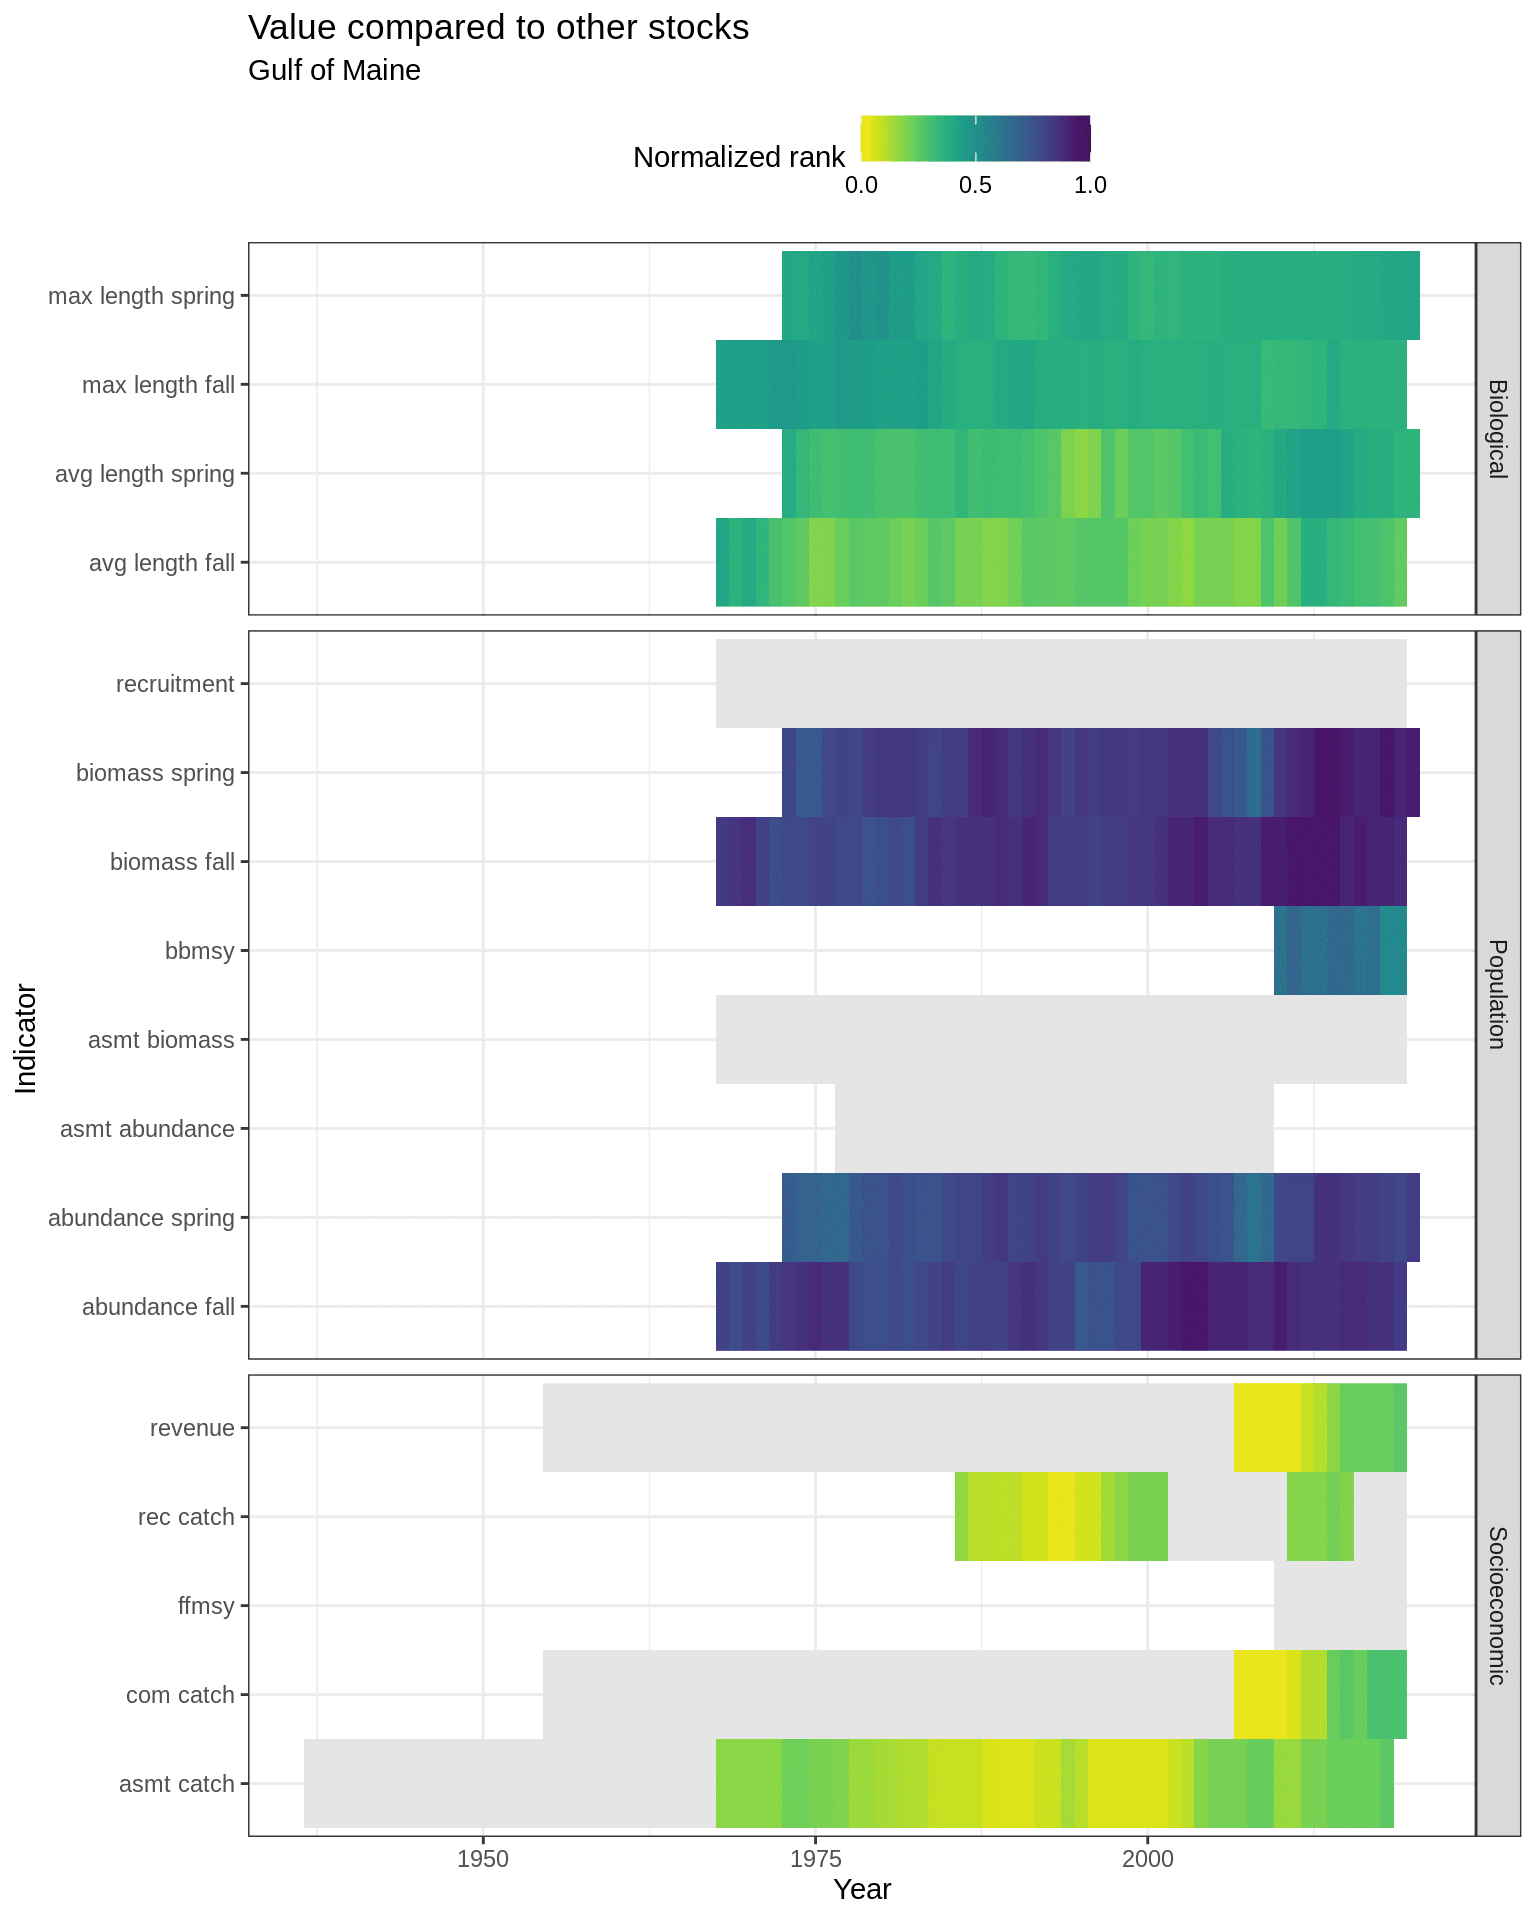 Value compared to other stocks
Gulf of Maine
Normalized rank
0.0 0.5 1.0
max length spring
max length fall
avg length spring
avg length fall
Biological
recruitment
biomass spring
biomass fall
bbmsy
asmt biomass
asmt abundance
abundance spring
abundance fall
Population
Indicator
revenue
rec catch
ffmsy
com catch
asmt catch
Socioeconomic
1950 1975 2000
Year